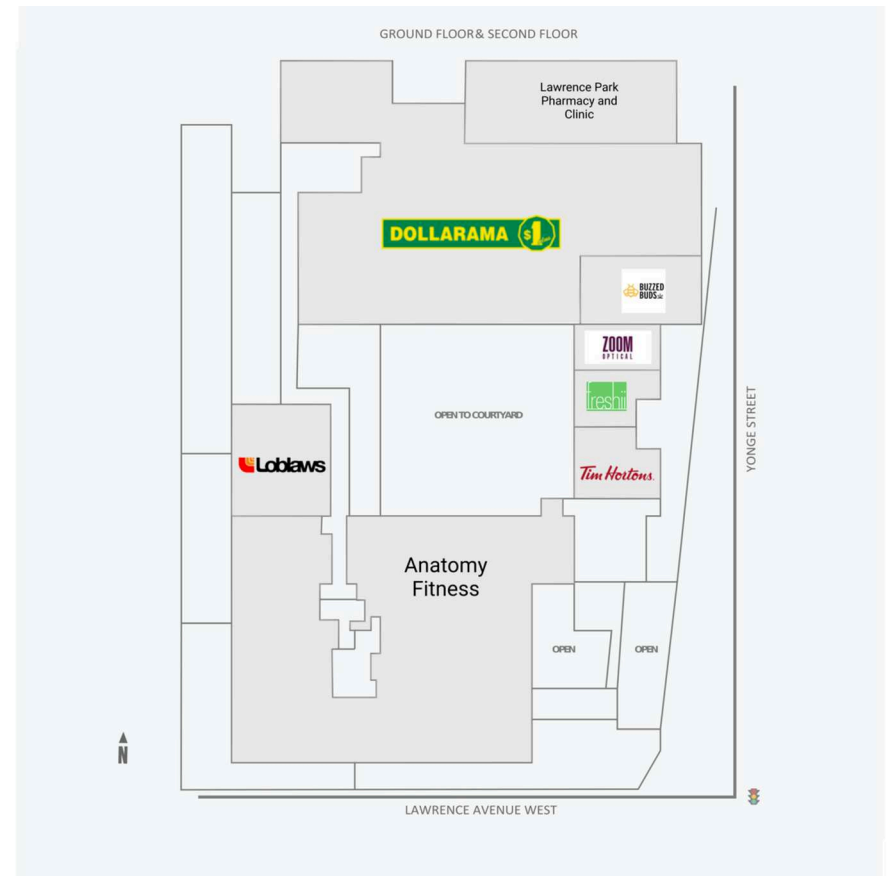 GROUND FLOOR& SECOND FLOOR
Lawrence Park
Pharmacy and
Clinic
DOLLARAMA $1
BUZZED
BUDS
ZOOM
OPTICAL
freshii
OPEN TO COURTYARD
YONGE STREET
Loblaws
Tim Hortons.
Anatomy
Fitness
OPEN
OPEN
N
LAWRENCE AVENUE WEST